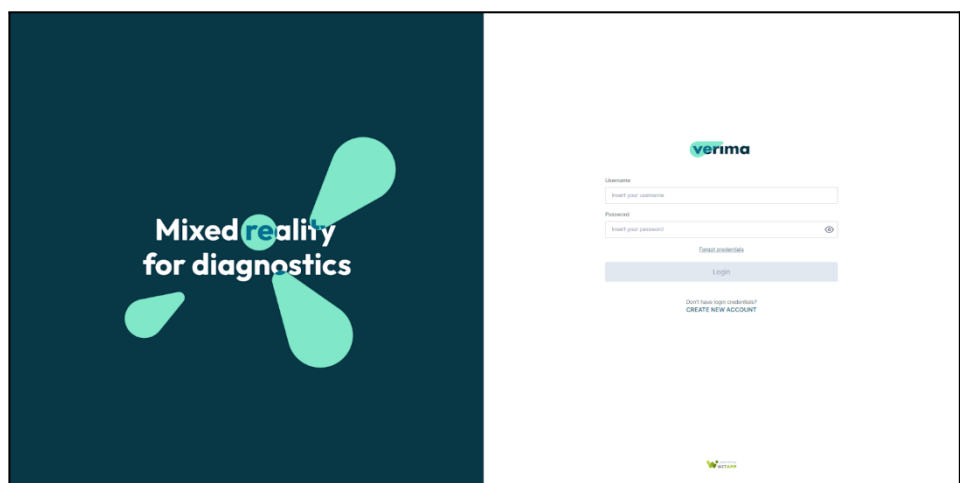 Mixed reality
for diagnostics
verima
Username
Insert your username
Password
Insert your password
Forgot credentials
Login
Don't have login credentials?
CREATE NEW ACCOUNT
WITAPP